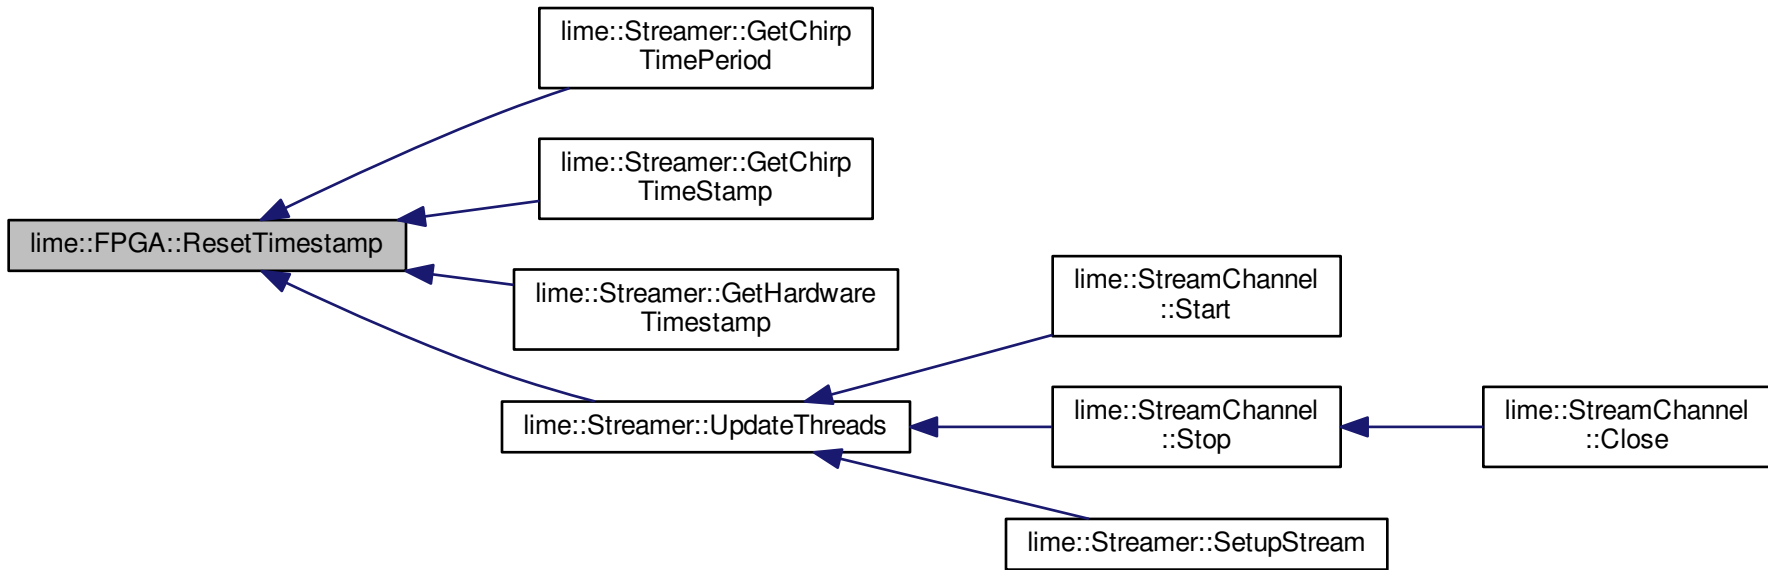 lime::Streamer::GetChirp
TimePeriod
lime::Streamer::GetChirp
TimeStamp
lime::FPGA::ResetTimestamp
lime::Streamer::GetHardware
Timestamp
lime::StreamChannel
::Start
lime::Streamer::UpdateThreads
lime::StreamChannel
::Stop
lime::StreamChannel
::Close
lime::Streamer::SetupStream